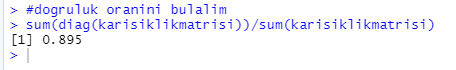 > #dogruluk oranini bulalim
> sum(diag(karisiklikmatrisi))/sum(karisiklikmatrisi)
[1] 0.895
>